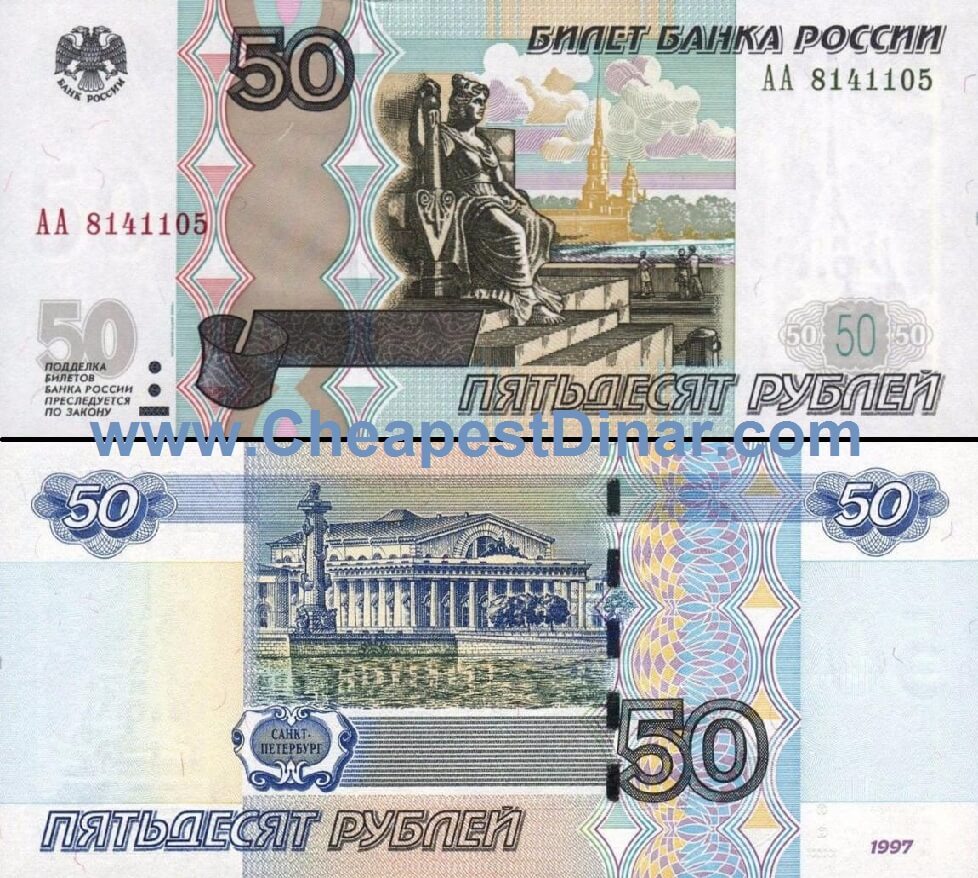 50
БИЛЕТ БАНКА РОССИИ
АА 8141105
БАНК РОССИИ
АА 8141105
50
50 50 50
ПОДДЕЛКА
БИЛЕТОВ
БАНКА РОССИИ
ПРЕСЛЕДУЕТСЯ
ПО ЗАКОНУ
ПЯТЬДЕСЯТ РУБЛЕЙ
www.CheapestDinar.com
50
50
50
САНКТ-
ПЕТЕРБУРГ
ПЯТЬДЕСЯТ РУБЛЕЙ
1997